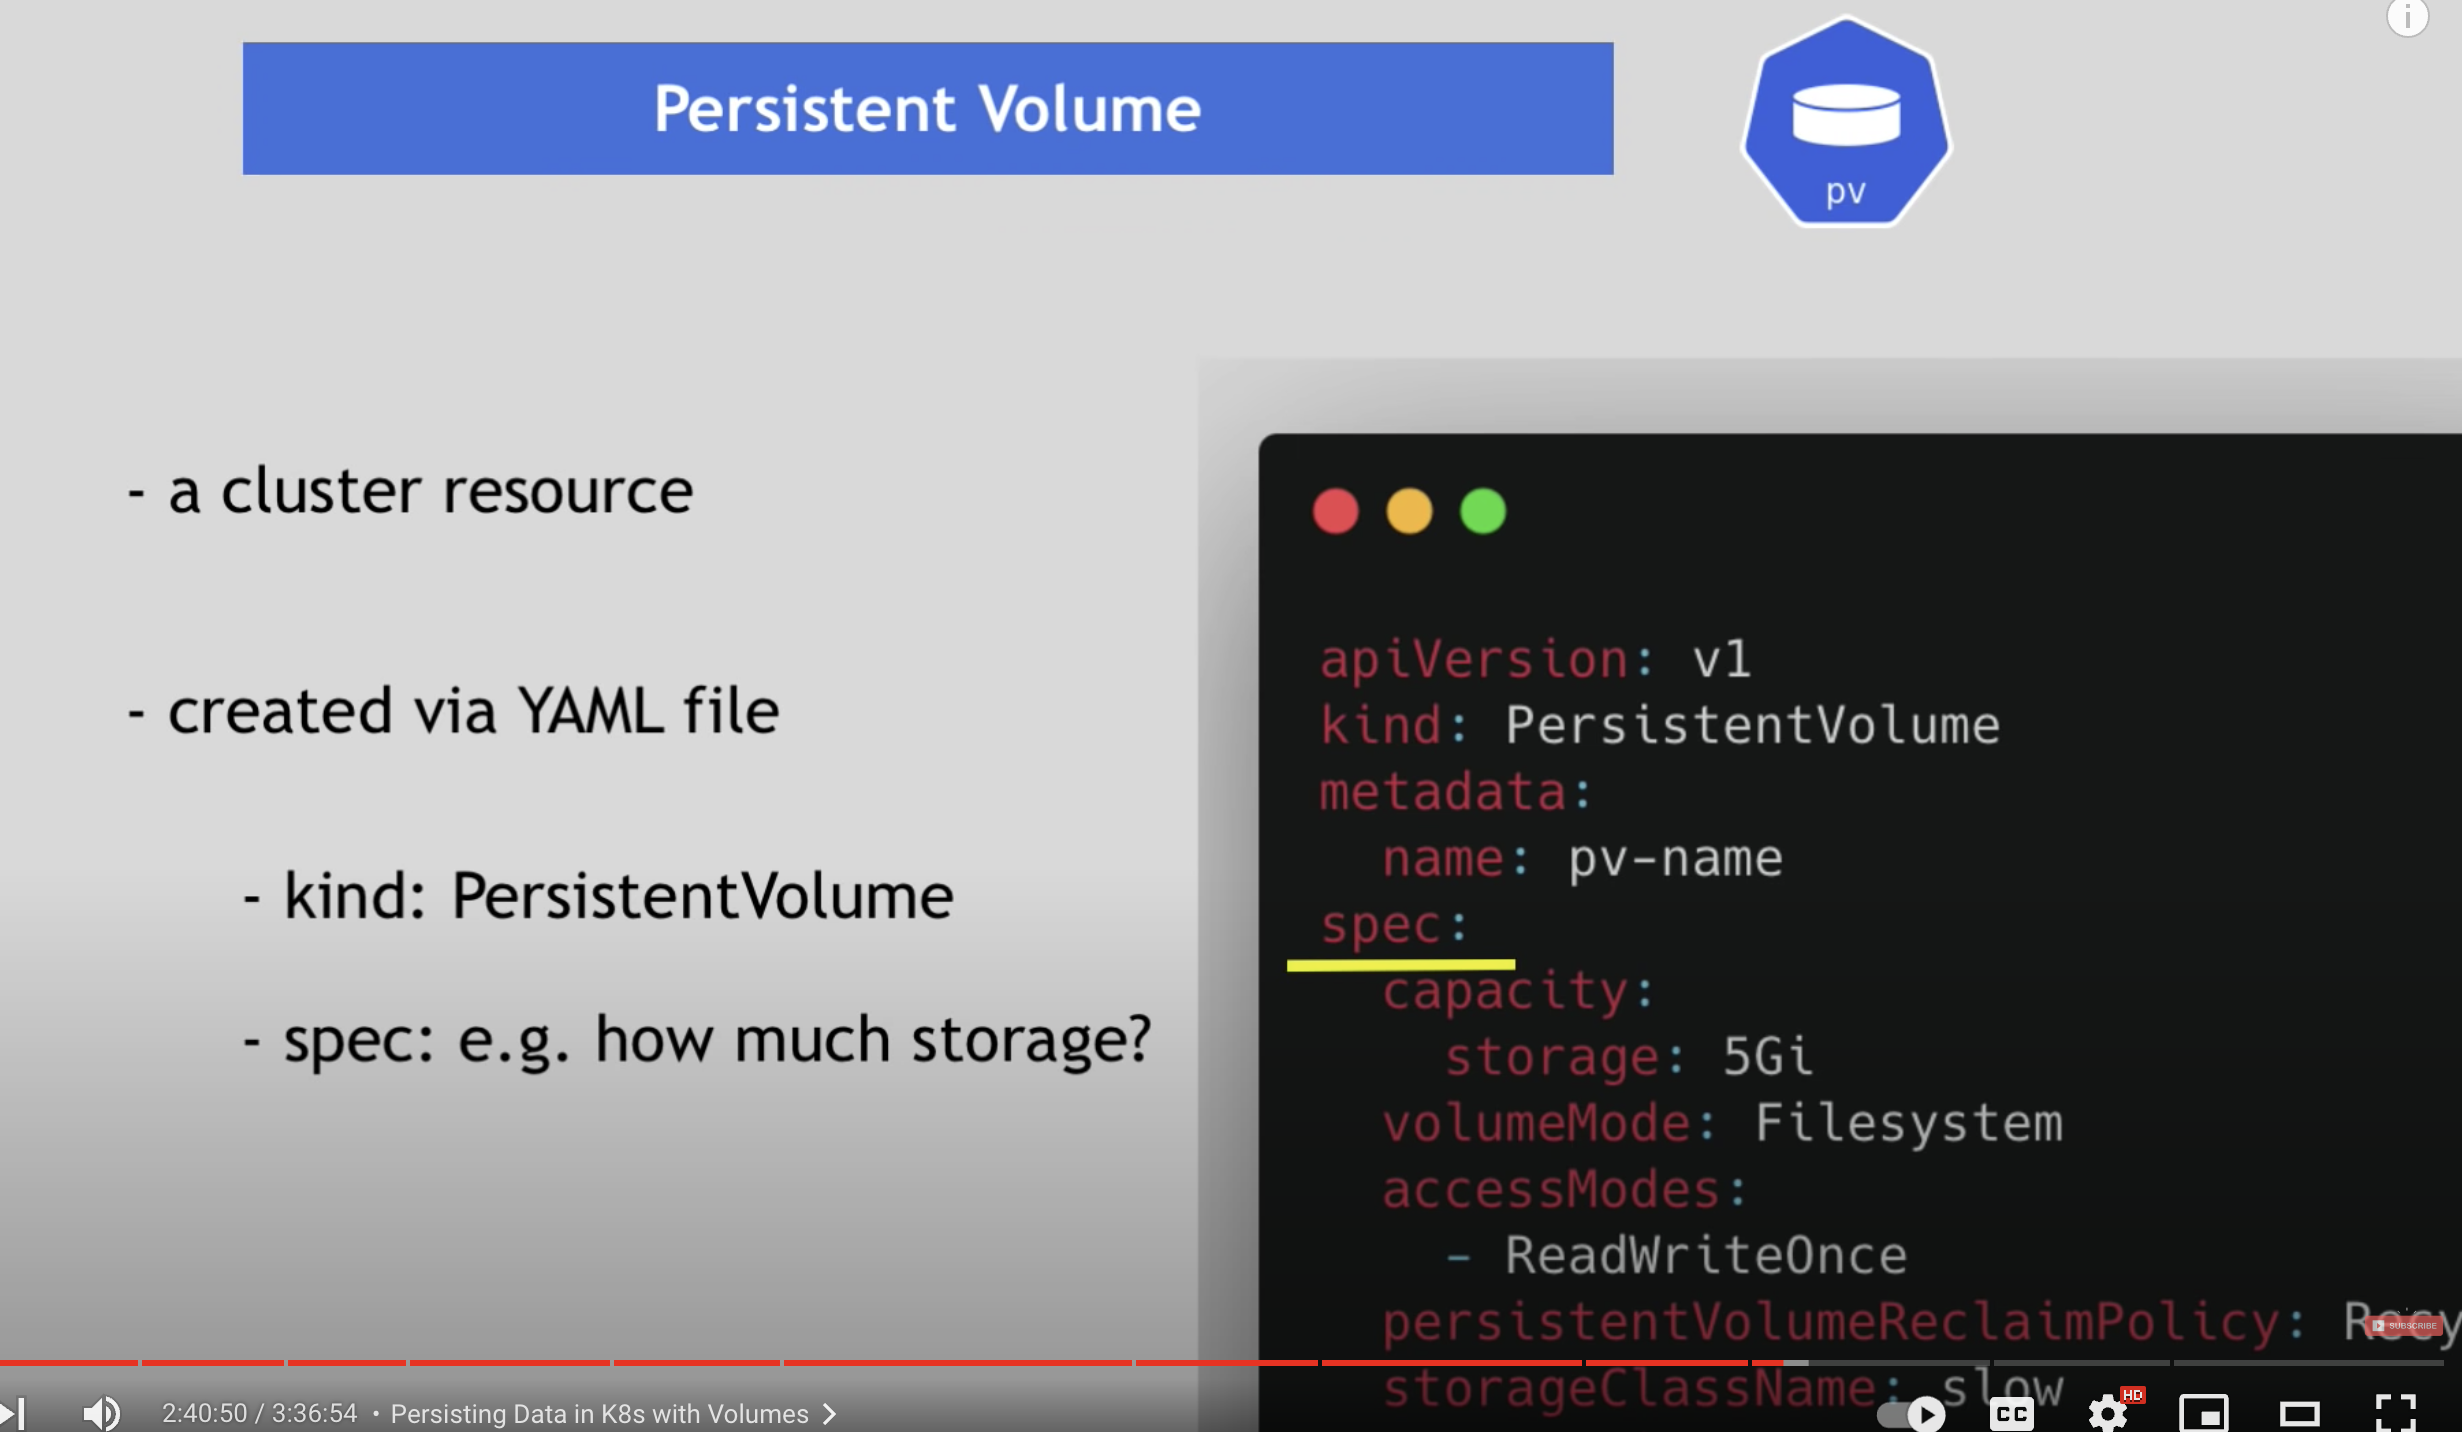 Persistent Volume
pv
- a cluster resource
- created via YAML file
- kind: PersistentVolume
- spec: e.g. how much storage?
apiVersion: v1
kind: PersistentVolume
metadata:
name: pv-name
spec:
capacity:
storage: 5Gi
volumeMode: Filesystem
accessModes:
- ReadWriteOnce
persistentVolumeReclaimPolicy:
SUBSCRIBE
storageClassName: slow
2:40:50 / 3:36:54 • Persisting Data in K8s with Volumes
CC
HD